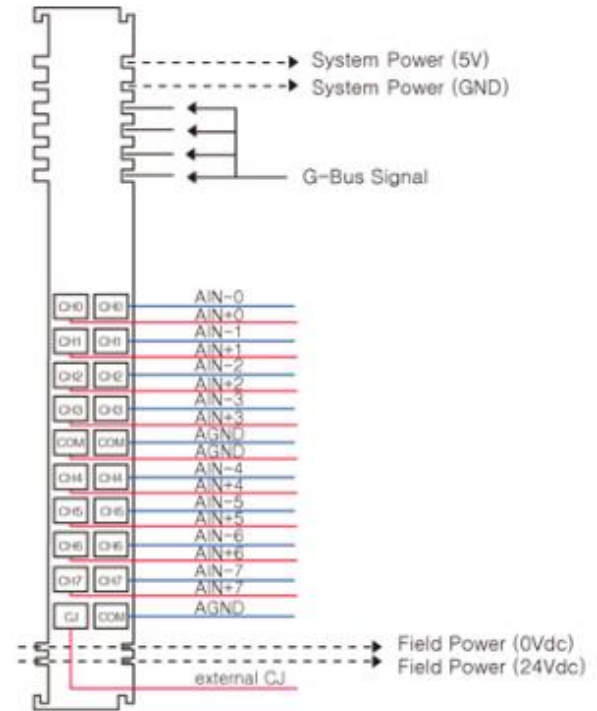 System Power (5V)
System Power (GND)
G-Bus Signal
CH0 CH0 AIN-0
AIN+0
CH1 CH1 AIN-1
AIN+1
CH2 CH2 AIN-2
AIN+2
CH3 CH3 AIN-3
AIN+3
COM COM AGND
AGND
CH4 CH4 AIN-4
AIN+4
CH5 CH5 AIN-5
AIN+5
CH6 CH6 AIN-6
AIN+6
CH7 CH7 AIN-7
AIN+7
CJ COM AGND
Field Power (0Vdc)
Field Power (24Vdc)
external CJ